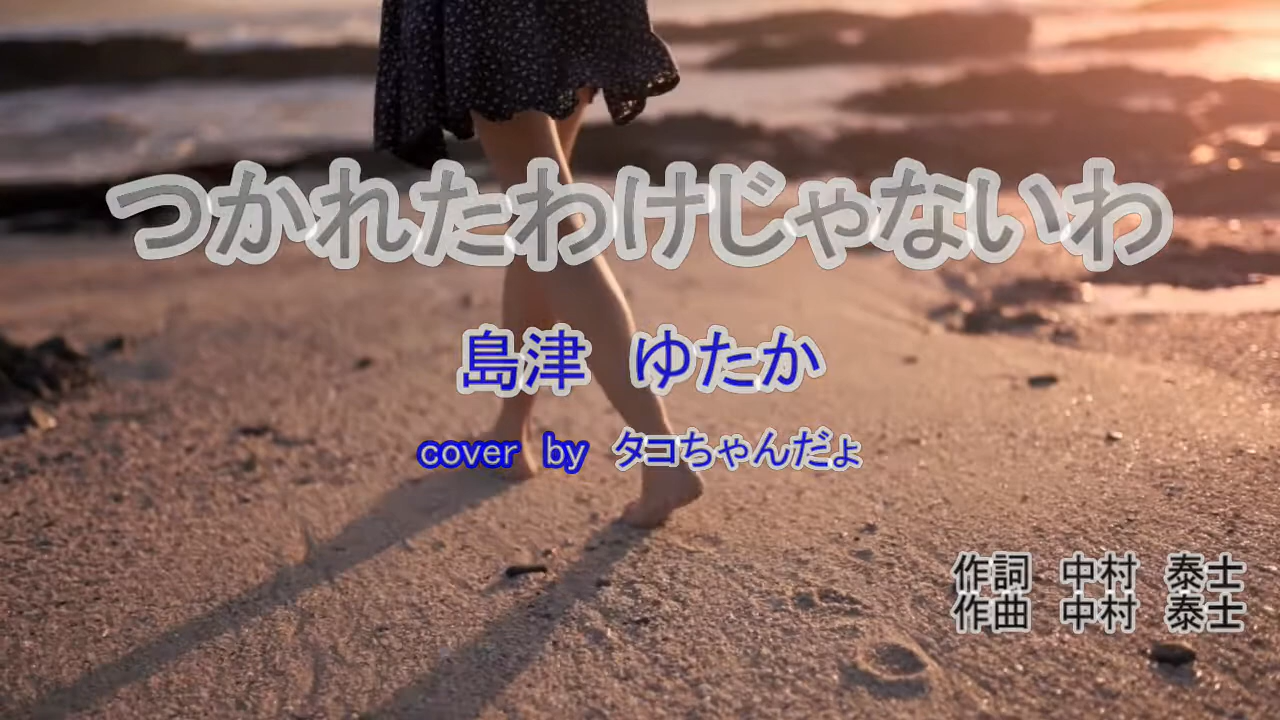 つかれたわけじゃないわ
島津　ゆたか
cover by タコちゃんだょ
作詞　中村　泰士
作曲　中村　泰士